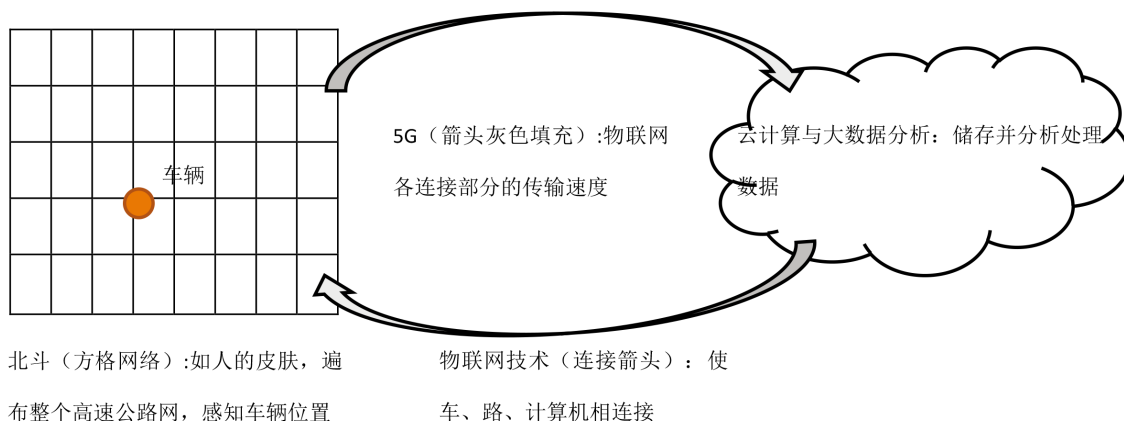 车辆
5G（箭头灰色填充）:物联网
各连接部分的传输速度
云计算与大数据分析：储存并分析处理
数据
北斗（方格网络）:如人的皮肤，遍
布整个高速公路网，感知车辆位置
物联网技术（连接箭头）：使
车、路、计算机相连接